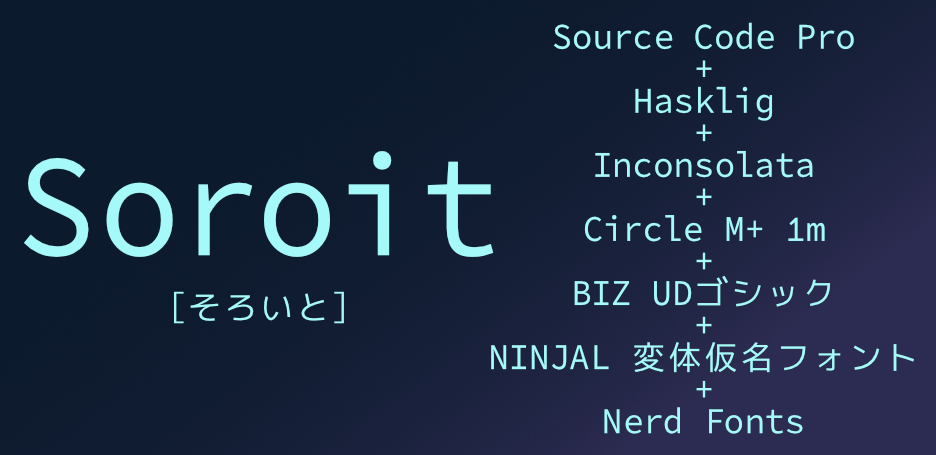 Soroit
[そろいと]
Source Code Pro
+
Hasklig
+
Inconsolata
+
Circle M+ 1m
+
BIZ UDゴシック
+
NINJAL 変体仮名フォント
+
Nerd Fonts